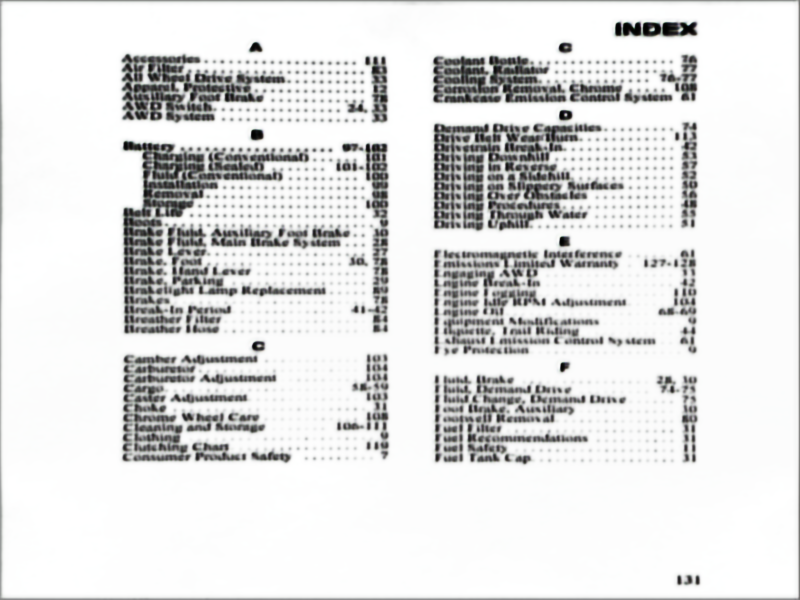 INDEX
A
Accessories 111
Air Filter 83
All Wheel Drive System 33
Apparel, Protective 12
Auxiliary Foot Brake 78
AWD Switch 24, 33
AWD System 33
B
Battery 97-102
Charging (Conventional) 101
Charging (Sealed) 101-102
Fluid (Conventional) 100
Installation 99
Removal 98
Storage 100
Belt Life 32
Boots 9
Brake Fluid, Auxiliary Foot Brake 30
Brake Fluid, Main Brake System 28
Brake Lever 27
Brake, Foot 30, 78
Brake, Hand Lever 78
Brake, Parking 29
Brakelight Lamp Replacement 89
Brakes 78
Break-In Period 41-42
Breather Filter 84
Breather Hose 84
C
Camber Adjustment 103
Carburetor 104
Carburetor Adjustment 104
Cargo 58-59
Caster Adjustment 103
Choke 31
Chrome Wheel Care 108
Cleaning and Storage 106-111
Clothing 9
Clutching Chart 119
Consumer Product Safety 7
C
Coolant Bottle 76
Coolant, Radiator 77
Cooling System 76-77
Corrosion Removal, Chrome 108
Crankcase Emission Control System 61
D
Demand Drive Capacities 74
Drive Belt Wear/Burn 113
Drivetrain Break-In 42
Driving Downhill 53
Driving in Reverse 57
Driving on a Sidehill 52
Driving on Slippery Surfaces 50
Driving Over Obstacles 56
Driving Procedures 48
Driving Through Water 55
Driving Uphill 51
E
Electromagnetic Interference 61
Emissions Limited Warranty 127-128
Engaging AWD 33
Engine Break-In 42
Engine Fogging 110
Engine Idle RPM Adjustment 104
Engine Oil 68-69
Equipment Modifications 9
Etiquette, Trail Riding 44
Exhaust Emission Control System 61
Eye Protection 9
F
Fluid, Brake 28, 30
Fluid, Demand Drive 74-75
Fluid Change, Demand Drive 75
Foot Brake, Auxiliary 30
Footwell Removal 80
Fuel Filter 31
Fuel Recommendations 31
Fuel Safety 11
Fuel Tank Cap 31
131